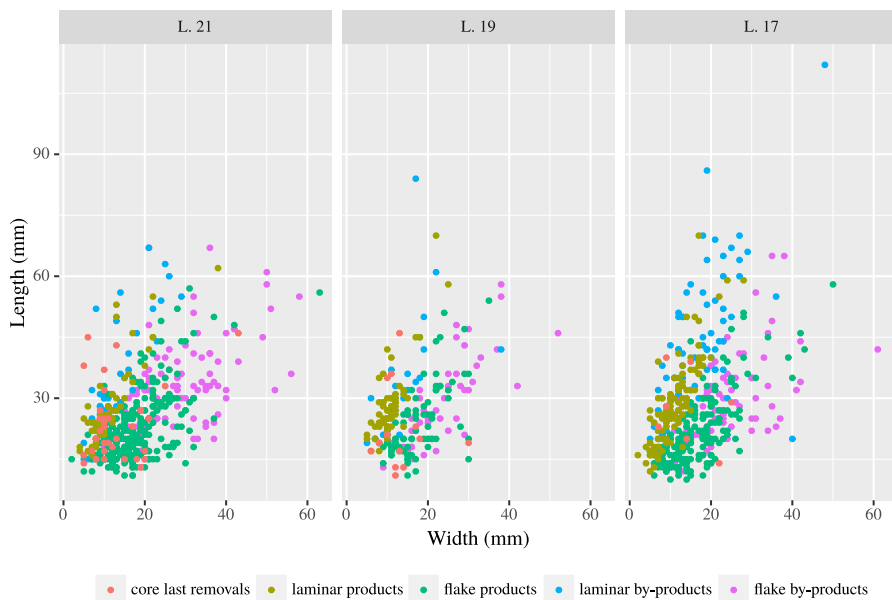 L. 21 L. 19 L. 17
90
60
30
Length (mm)
0 20 40 60 0 20 40 60 0 20 40 60
Width (mm)
core last removals laminar products flake products laminar by-products flake by-products